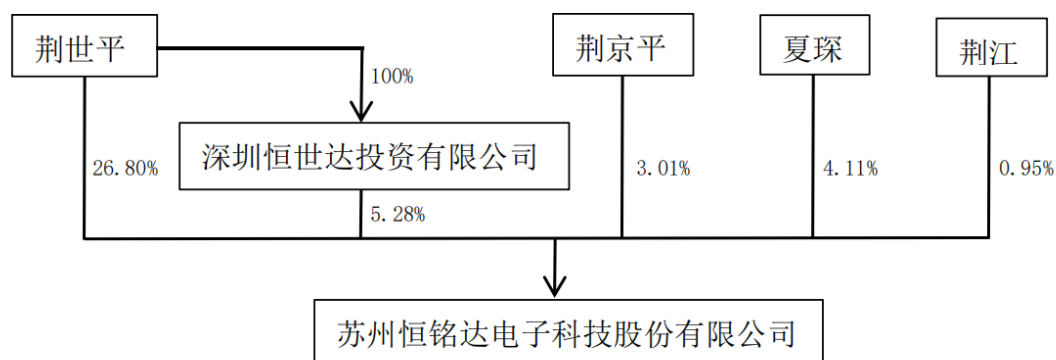 荆世平
荆京平
夏琛
荆江
100%
深圳恒世达投资有限公司
26.80%
3.01%
4.11%
0.95%
5.28%
苏州恒铭达电子科技股份有限公司